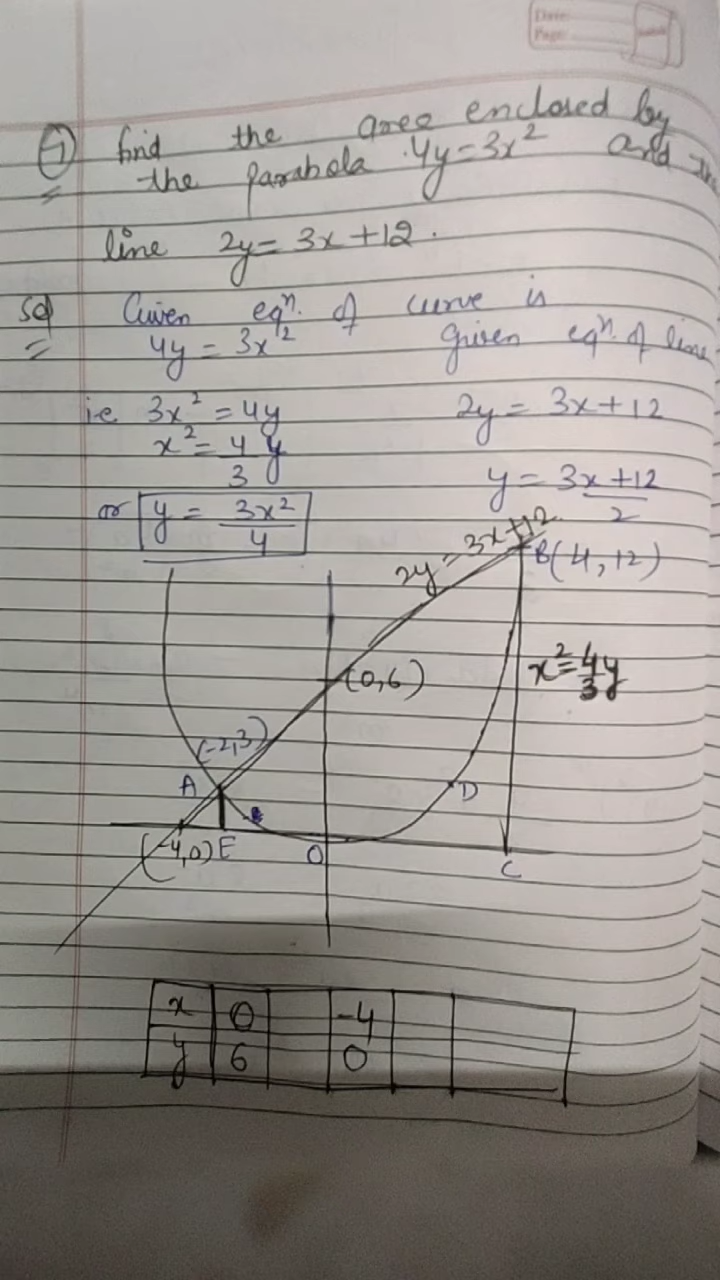 Date:
Page:
① find the area enclosed by
the parabola 4y = 3x² and the
line 2y = 3x + 12.
Sol Given eqⁿ. of curve is
4y = 3x²
Given eqⁿ. of line
i.e 3x² = 4y
2y = 3x + 12
x² = 4/3 y
y = 3x + 12 / 2
or y = 3x² / 4
2y = 3x + 12
B(4, 12)
x² = 4/3 y
(0, 6)
(-2, 3)
A
D
(-4, 0) E
O
C
x 0 -4
y 6 0